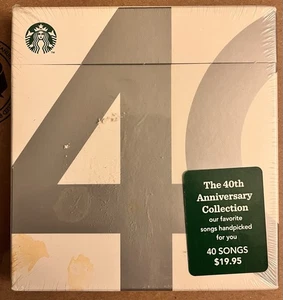 40
The 40th
Anniversary
Collection
our favorite
songs handpicked
for you
40 SONGS
$19.95